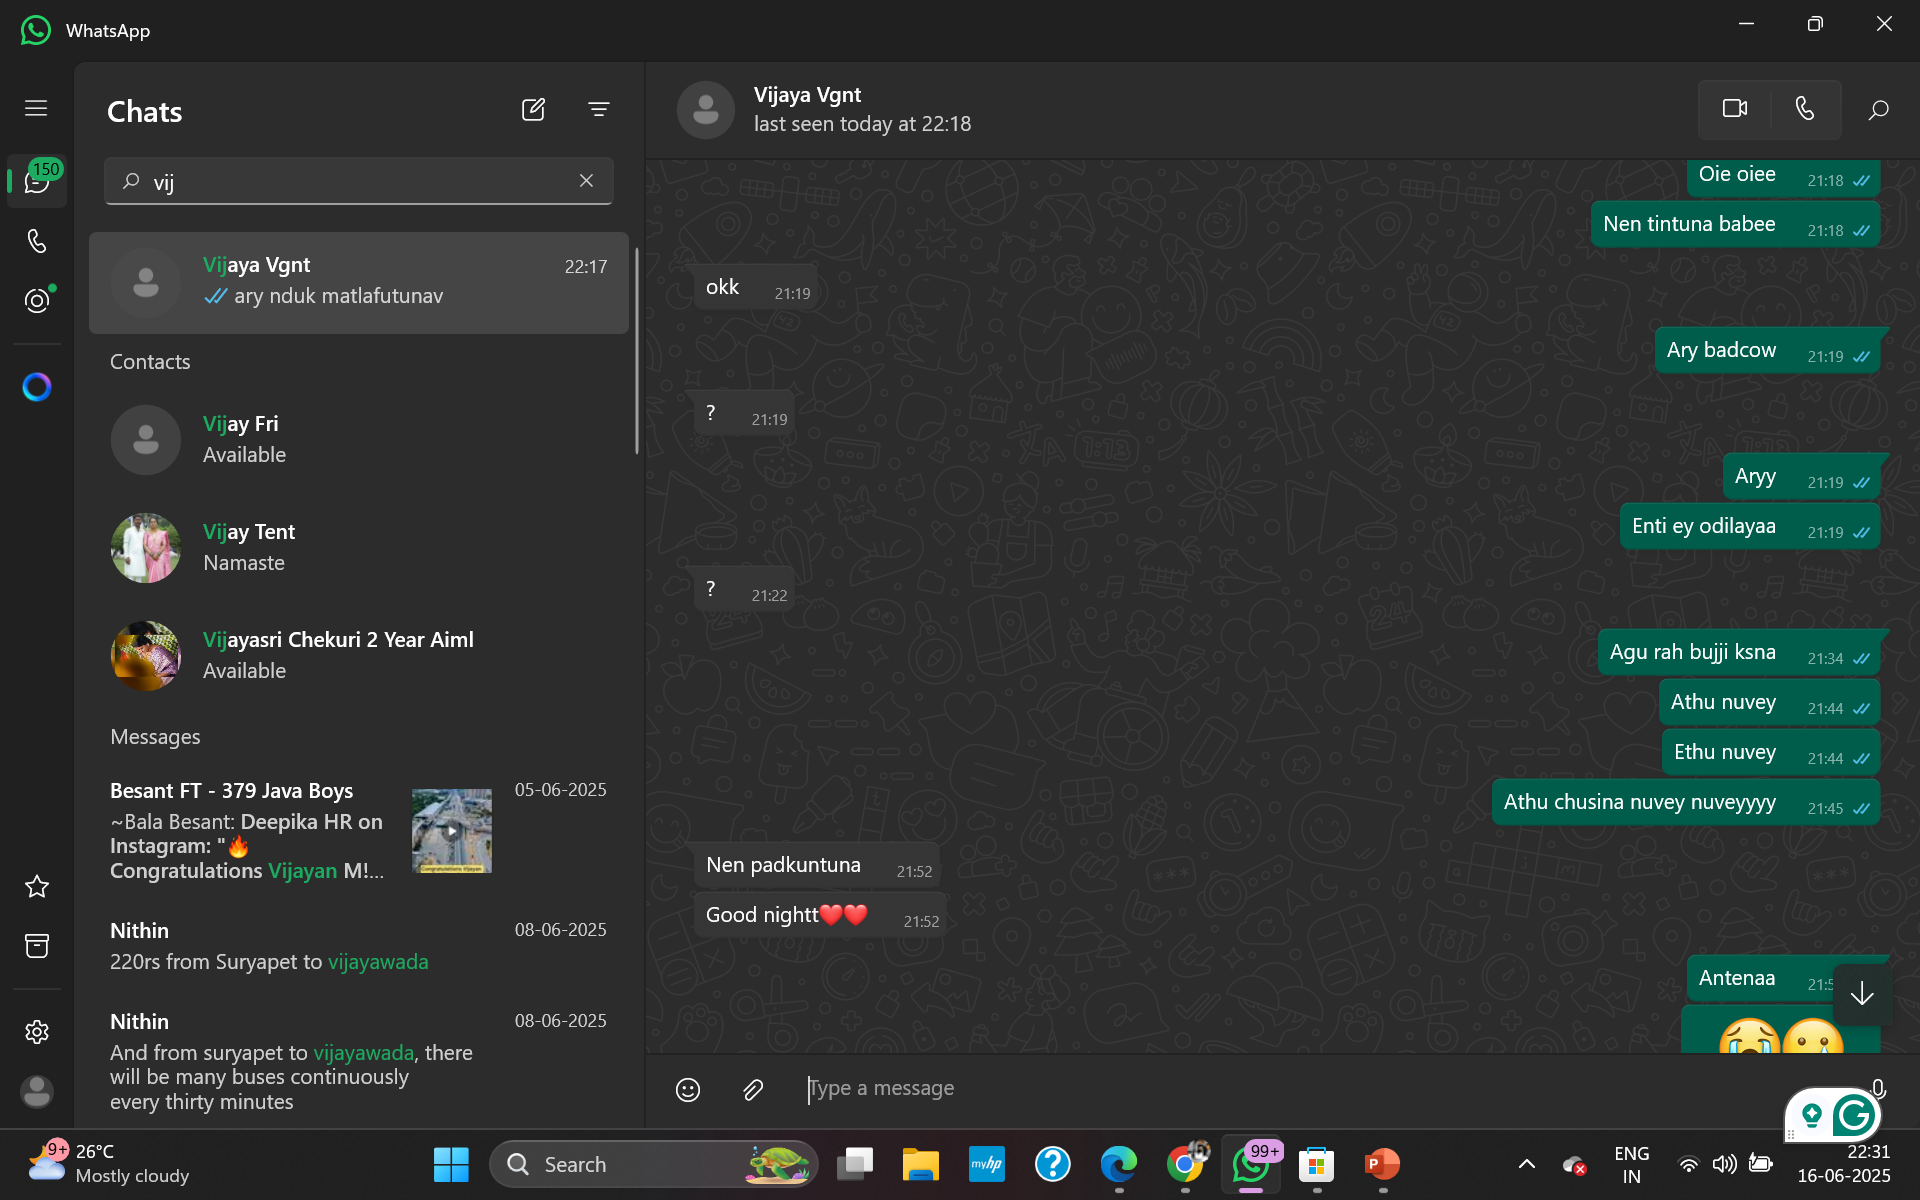 WhatsApp
150
Chats
vij
Vijaya Vgnt
22:17
ary nduk matlafutunav
Contacts
Vijay Fri
Available
Vijay Tent
Namaste
Vijayasri Chekuri 2 Year Aiml
Available
Messages
Besant FT - 379 Java Boys
05-06-2025
~Bala Besant: Deepika HR on
Instagram: "🔥
Congratulations Vijayan M!...
Congratulations Vijayan
Nithin
08-06-2025
220rs from Suryapet to vijayawada
Nithin
08-06-2025
And from suryapet to vijayawada, there
will be many buses continuously
every thirty minutes
Vijaya Vgnt
last seen today at 22:18
Oie oiee 21:18
Nen tintuna babee 21:18
okk 21:19
Ary badcow 21:19
? 21:19
Aryy 21:19
Enti ey odilayaa 21:19
? 21:22
Agu rah bujji ksna 21:34
Athu nuvey 21:44
Ethu nuvey 21:44
Athu chusina nuvey nuveyyyy 21:45
Nen padkuntuna 21:52
Good nightt❤️❤️ 21:52
Antenaa
😭🥲
Type a message
9+
26°C
Mostly cloudy
Search
myhp
99+
P
ENG
IN
22:31
16-06-2025